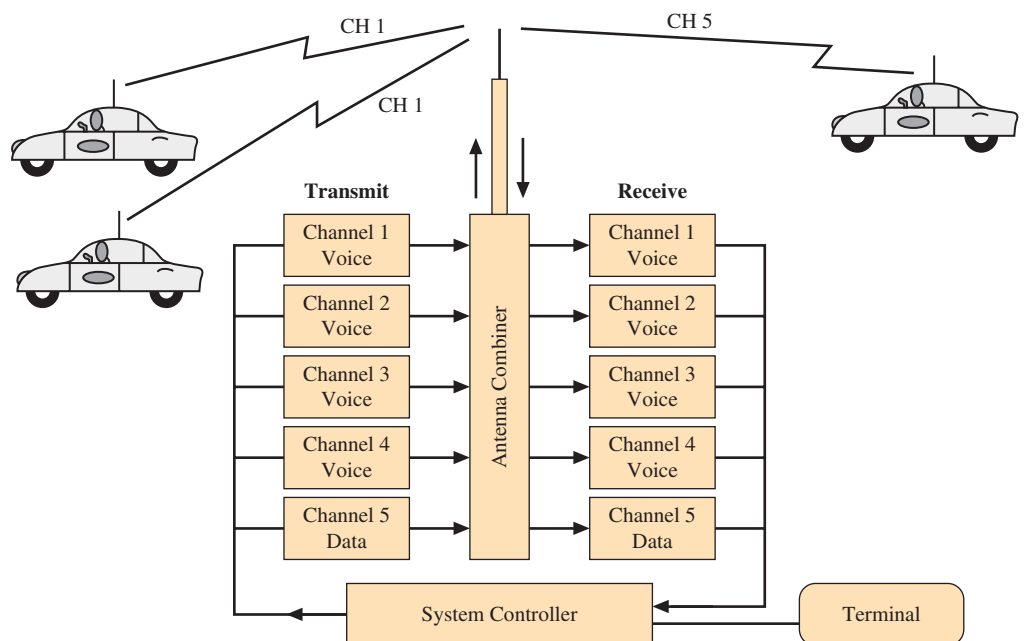 CH 1
CH 5
CH 1
Transmit
Receive
Channel 1
Voice
Channel 1
Voice
Channel 2
Voice
Channel 2
Voice
Channel 3
Voice
Channel 3
Voice
Channel 4
Voice
Channel 4
Voice
Channel 5
Data
Channel 5
Data
Antenna Combiner
System Controller
Terminal